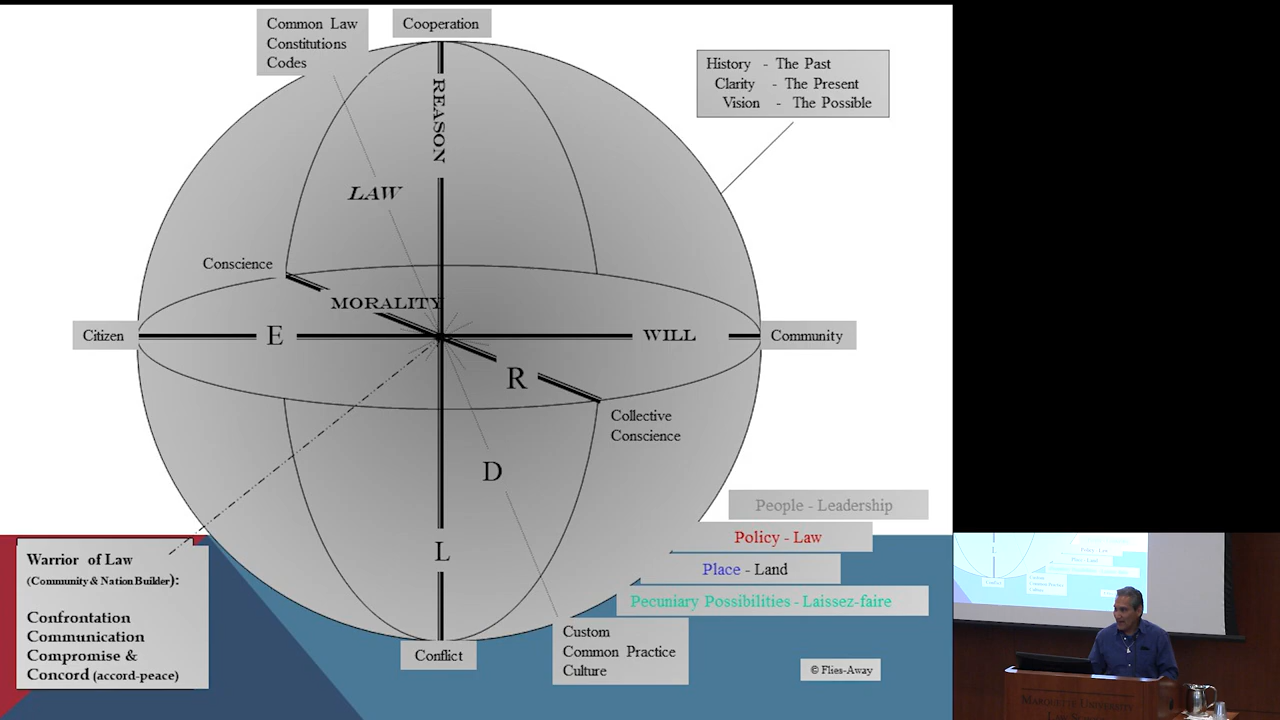 Common Law
Constitutions
Codes
Cooperation
History - The Past
Clarity - The Present
Vision - The Possible
REASON
LAW
Conscience
MORALITY
Citizen
E
WILL
Community
R
Collective
Conscience
D
L
People - Leadership
Policy - Law
Place - Land
Pecuniary Possibilities - Laissez-faire
Warrior of Law
(Community & Nation Builder):
Confrontation
Communication
Compromise &
Concord (accord-peace)
Conflict
Custom
Common Practice
Culture
© Flies-Away
MARQUETTE UNIVERSITY